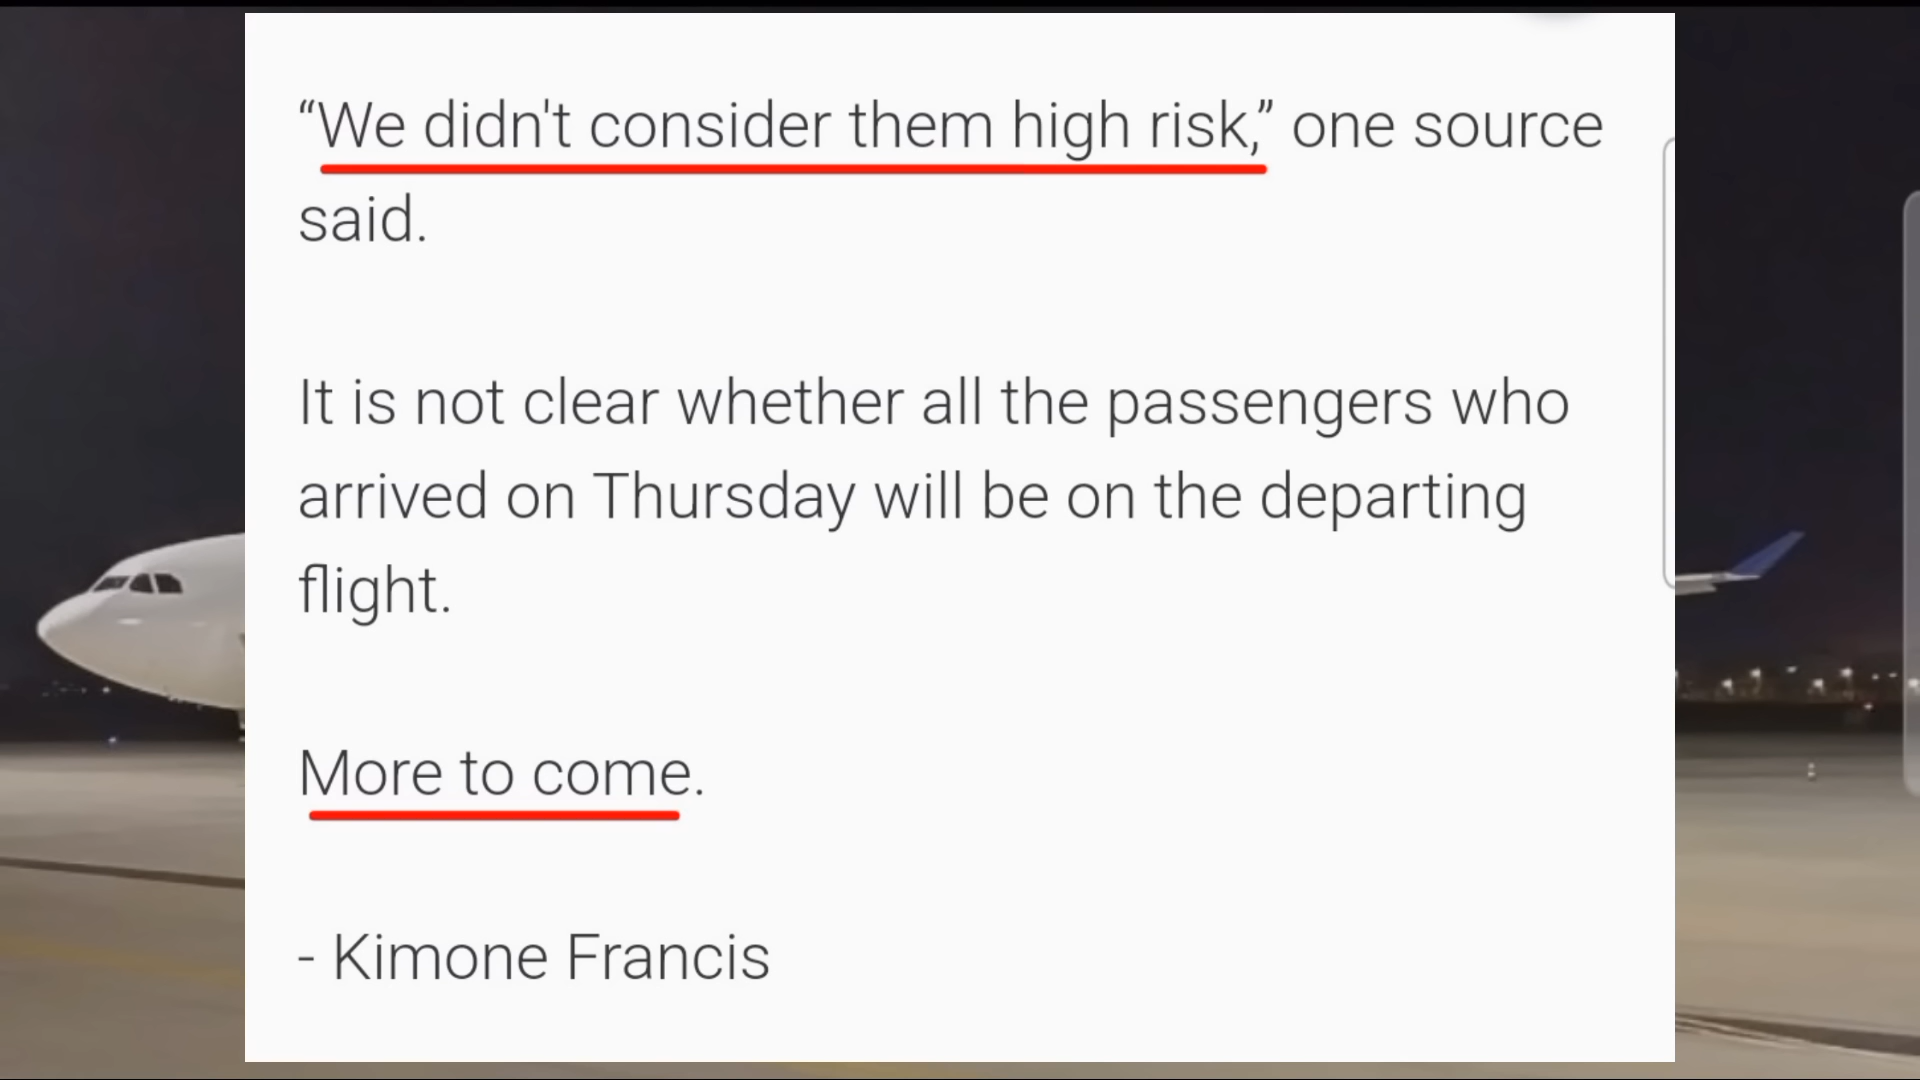 “We didn't consider them high risk,” one source
said.
It is not clear whether all the passengers who
arrived on Thursday will be on the departing
flight.
More to come.
- Kimone Francis